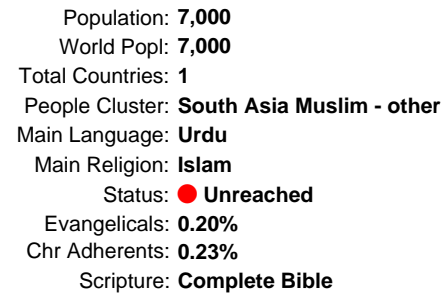 Population: 7,000
World Popl: 7,000
Total Countries: 1
People Cluster: South Asia Muslim - other
Main Language: Urdu
Main Religion: Islam
Status: Unreached
Evangelicals: 0.20%
Chr Adherents: 0.23%
Scripture: Complete Bible